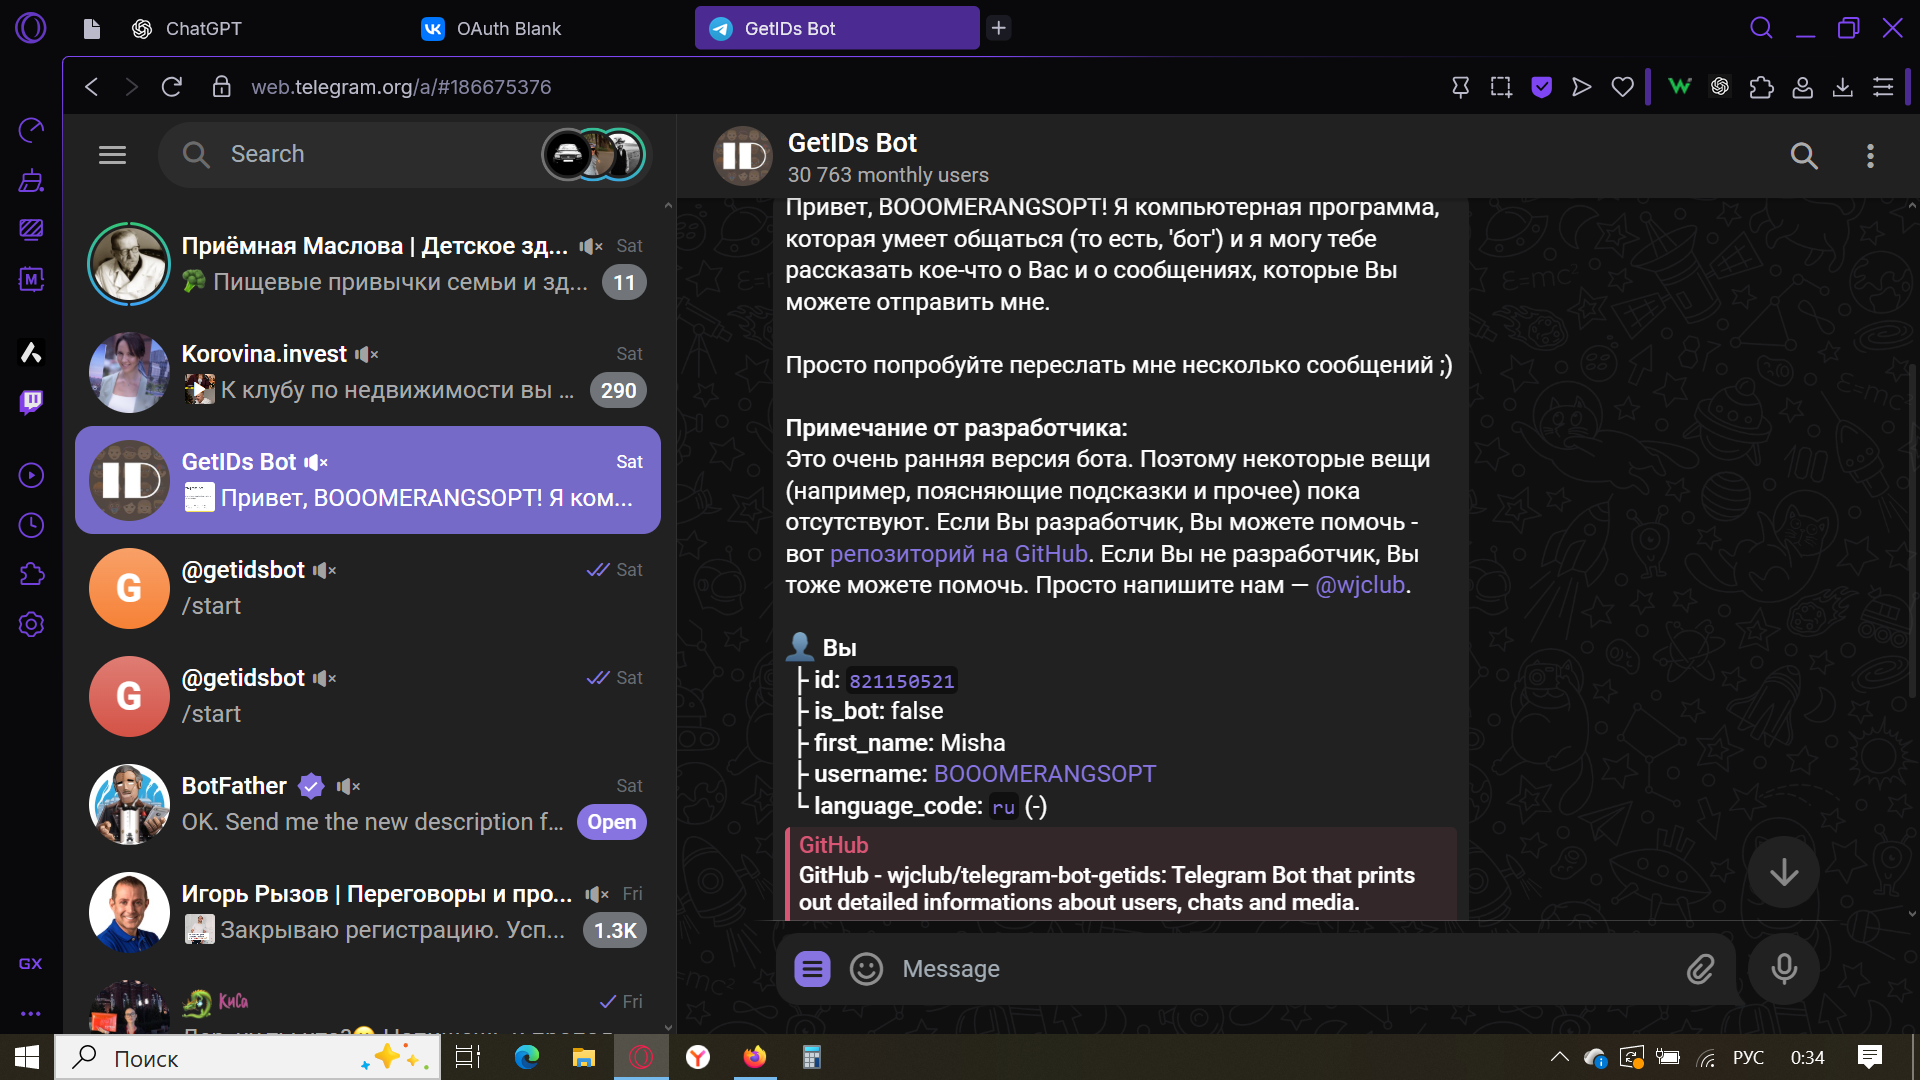 ChatGPT
OAuth Blank
GetIDs Bot
web.telegram.org/a/#186675376
Search
GetIDs Bot
30 763 monthly users
Приёмная Маслова | Детское зд...
Sat
Пищевые привычки семьи и зд...
11
Korovina.invest
Sat
К клубу по недвижимости вы ...
290
GetIDs Bot
Sat
Привет, BOOOMERANGSOPT! Я ком...
@getidsbot
Sat
/start
@getidsbot
Sat
/start
BotFather
Sat
OK. Send me the new description f...
Open
Игорь Рызов | Переговоры и про...
Fri
Закрываю регистрацию. Усп...
1.3K
КиСа
Fri
Привет, BOOOMERANGSOPT! Я компьютерная программа,
которая умеет общаться (то есть, 'бот') и я могу тебе
рассказать кое-что о Вас и о сообщениях, которые Вы
можете отправить мне.
Просто попробуйте переслать мне несколько сообщений ;)
Примечание от разработчика:
Это очень ранняя версия бота. Поэтому некоторые вещи
(например, поясняющие подсказки и прочее) пока
отсутствуют. Если Вы разработчик, Вы можете помочь -
вот репозиторий на GitHub. Если Вы не разработчик, Вы
тоже можете помочь. Просто напишите нам — @wjclub.
Вы
├ id: 821150521
├ is_bot: false
├ first_name: Misha
├ username: BOOOMERANGSOPT
└ language_code: ru (-)
GitHub
GitHub - wjclub/telegram-bot-getids: Telegram Bot that prints
out detailed informations about users, chats and media.
Message
GX
Поиск
РУС
0:34